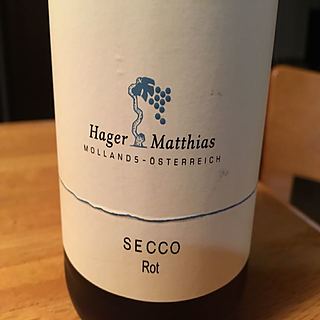 Hager Matthias
MOLLANDS-ÖSTERREICH
SECCO
Rot